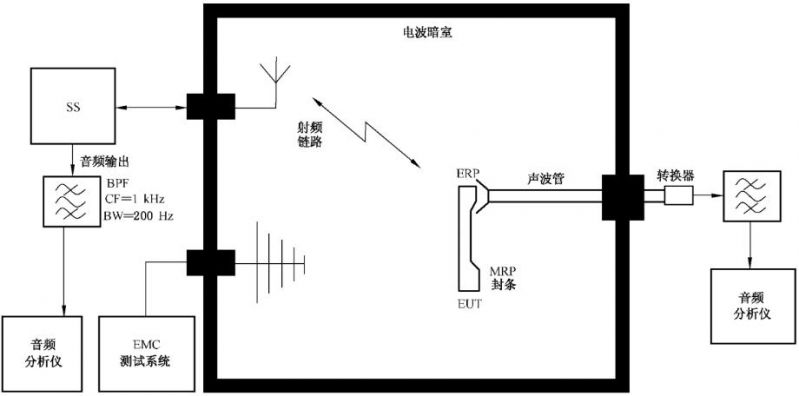 电波暗室
SS
音频输出
BPF
CF=1 kHz
BW=200 Hz
射频
链路
ERP
声波管
转换器
MRP
封条
EUT
音频
分析仪
EMC
测试系统
音频
分析仪